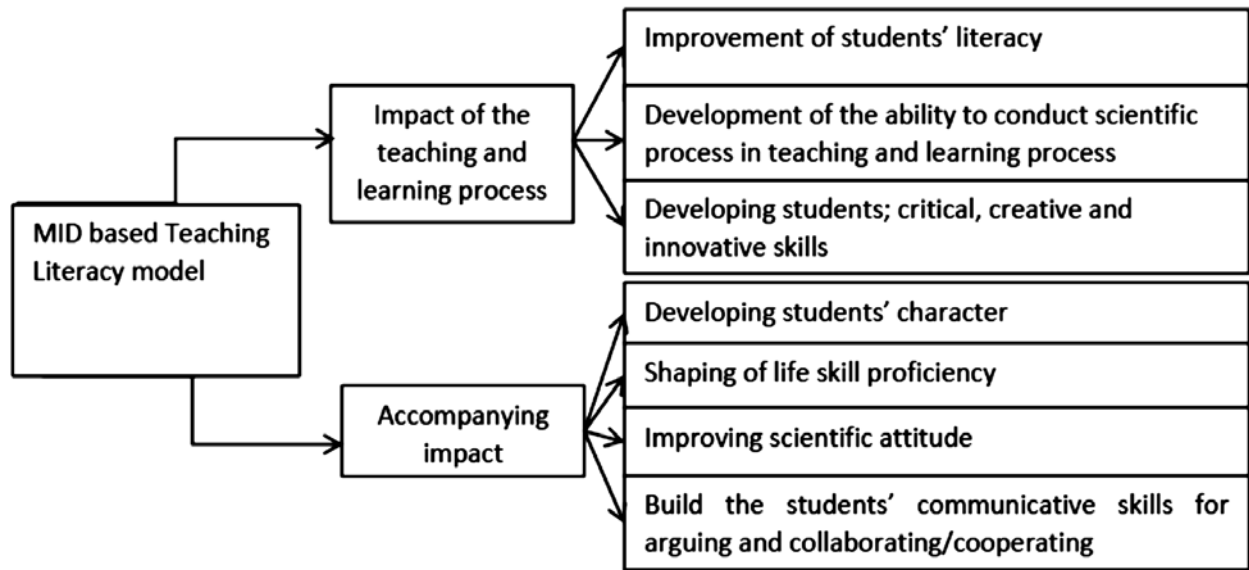 MID based Teaching
Literacy model
Impact of the
teaching and
learning process
Improvement of students' literacy
Development of the ability to conduct scientific
process in teaching and learning process
Developing students; critical, creative and
innovative skills
Accompanying
impact
Developing students' character
Shaping of life skill proficiency
Improving scientific attitude
Build the students' communicative skills for
arguing and collaborating/cooperating